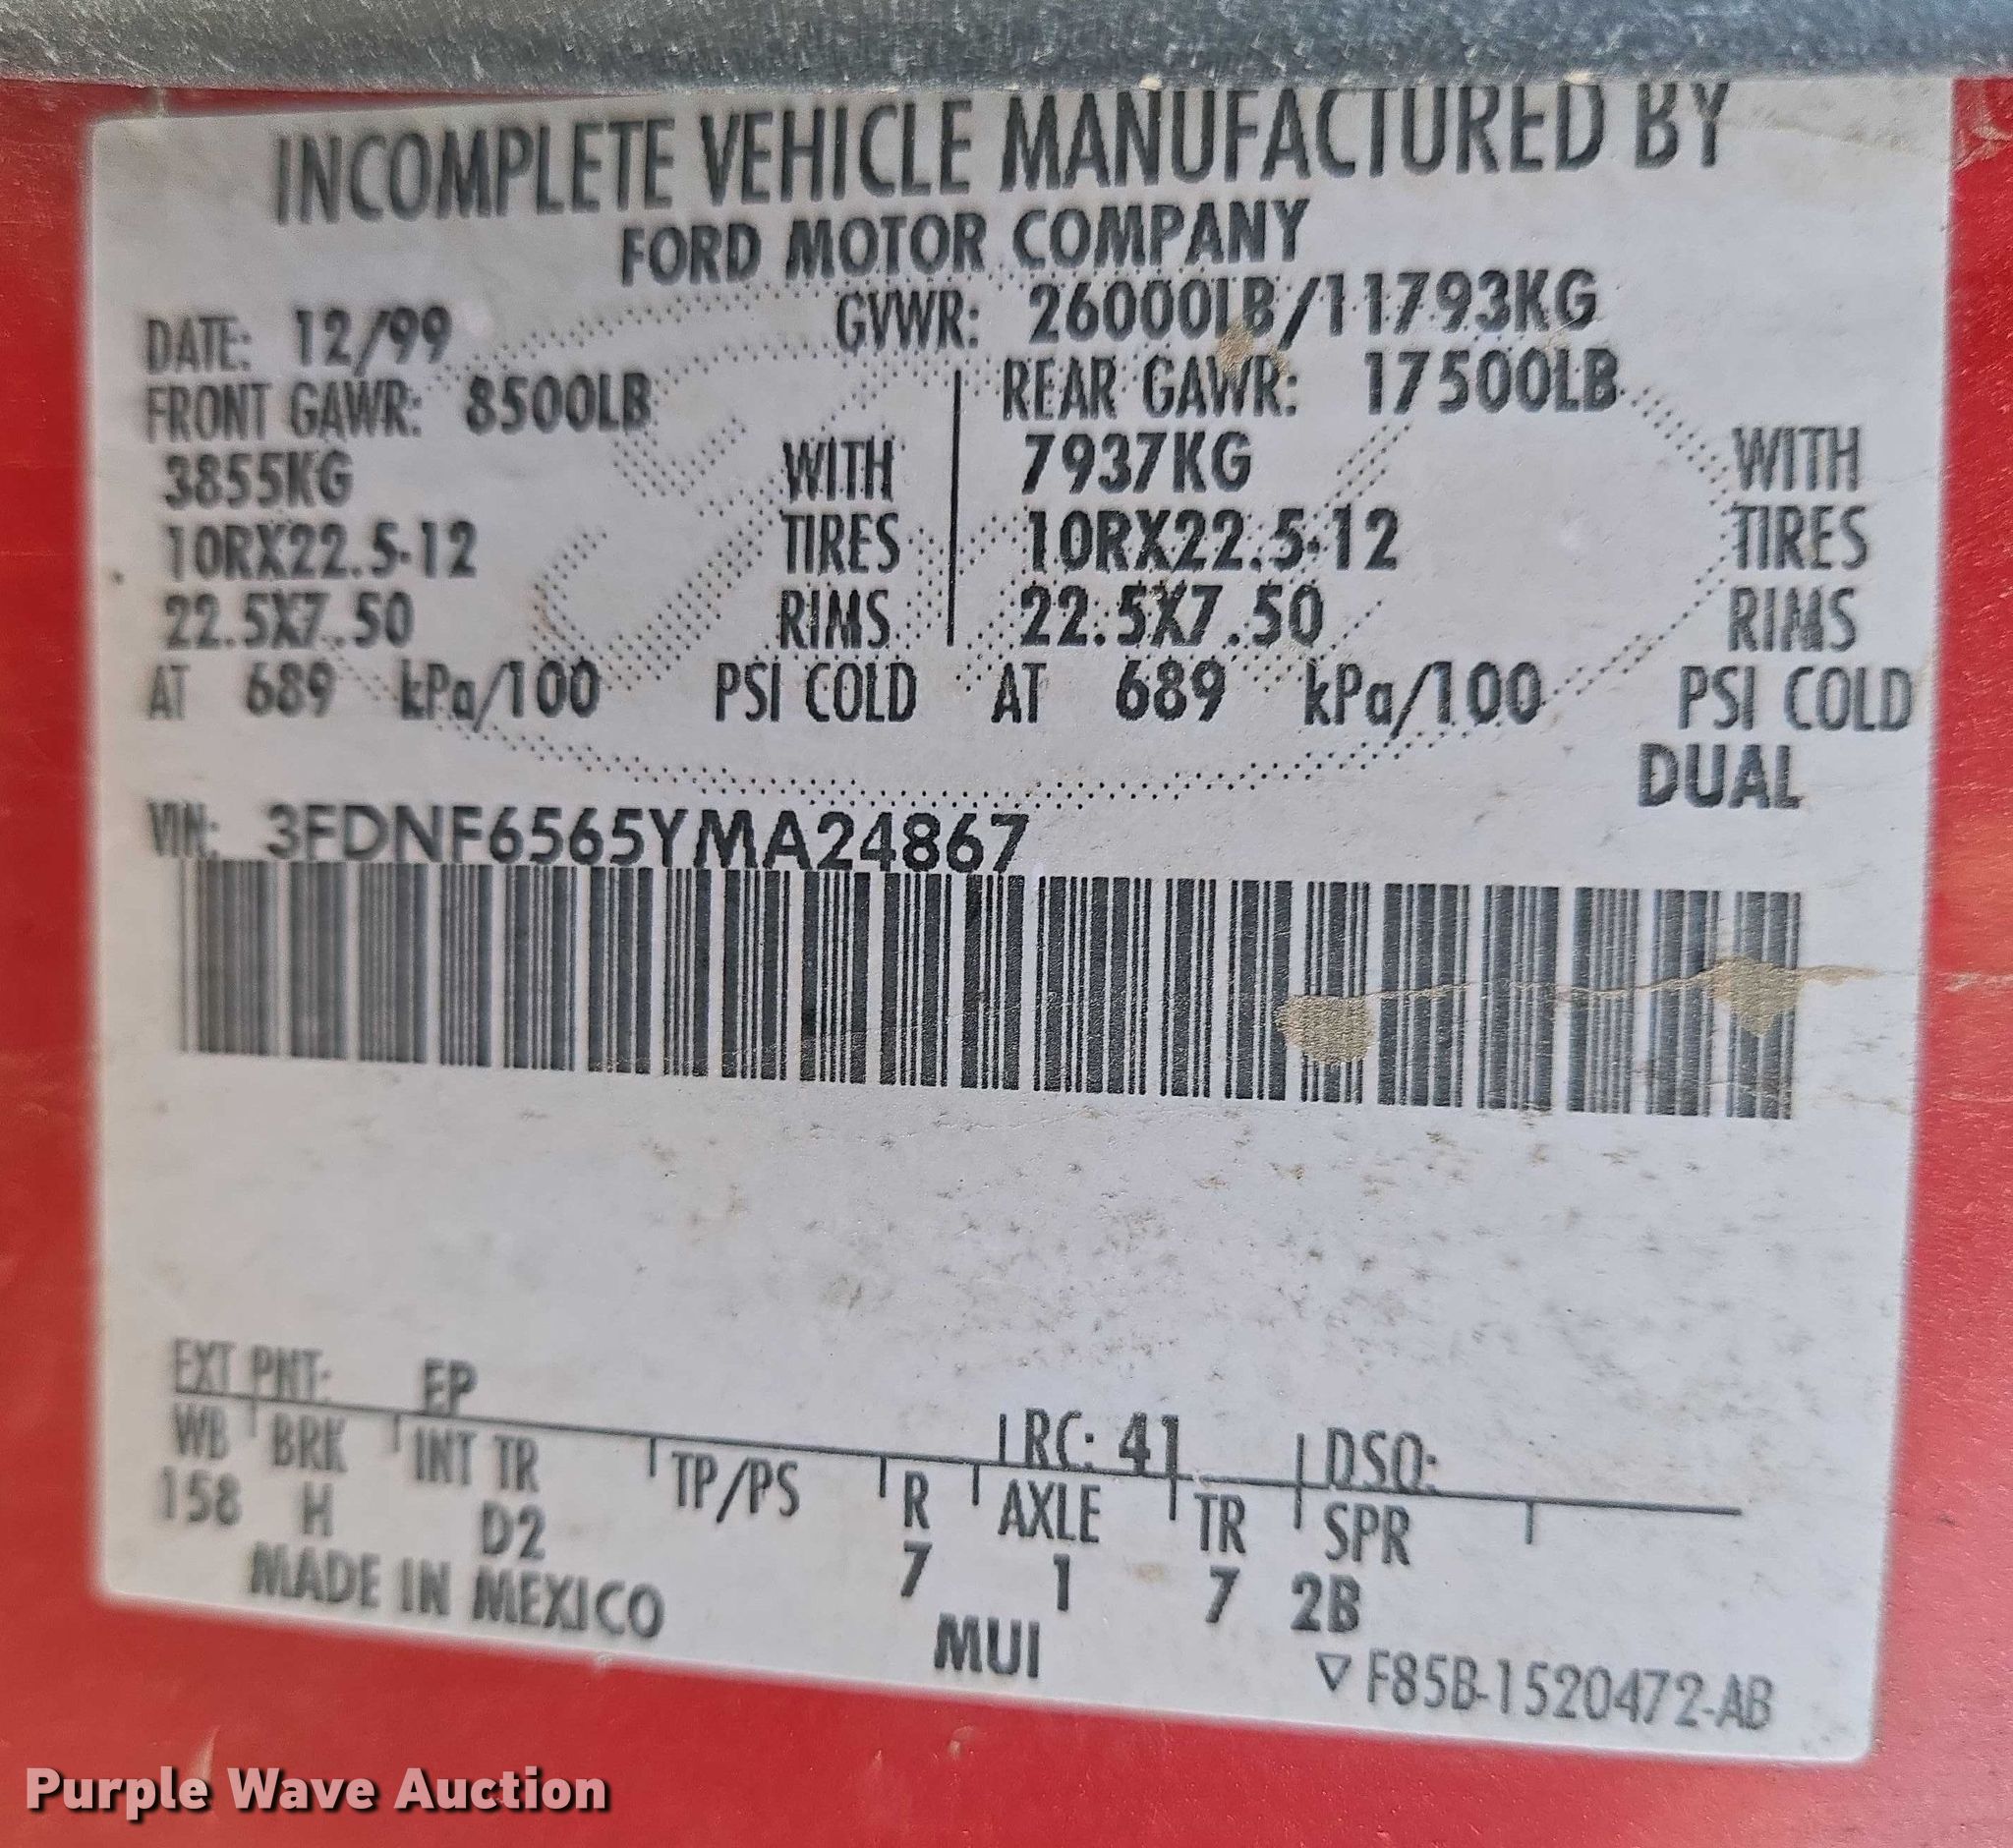 INCOMPLETE VEHICLE MANUFACTURED BY
FORD MOTOR COMPANY
DATE: 12/99 GVWR: 26000LB/11793KG
FRONT GAWR: 8500LB REAR GAWR: 17500LB
3855KG WITH 7937KG WITH
10RX22.5-12 TIRES 10RX22.5-12 TIRES
22.5X7.50 RIMS 22.5X7.50 RIMS
AT 689 kPa/100 PSI COLD AT 689 kPa/100 PSI COLD
DUAL
VIN: 3FDNF6565YMA24867
EXT PNT: EP RC: 41 DSO:
WB BRK INT TR TP/PS R AXLE TR SPR
158 H D2 7 1 7 2B
MADE IN MEXICO MUI
▽ F85B-1520472-AB
Purple Wave Auction